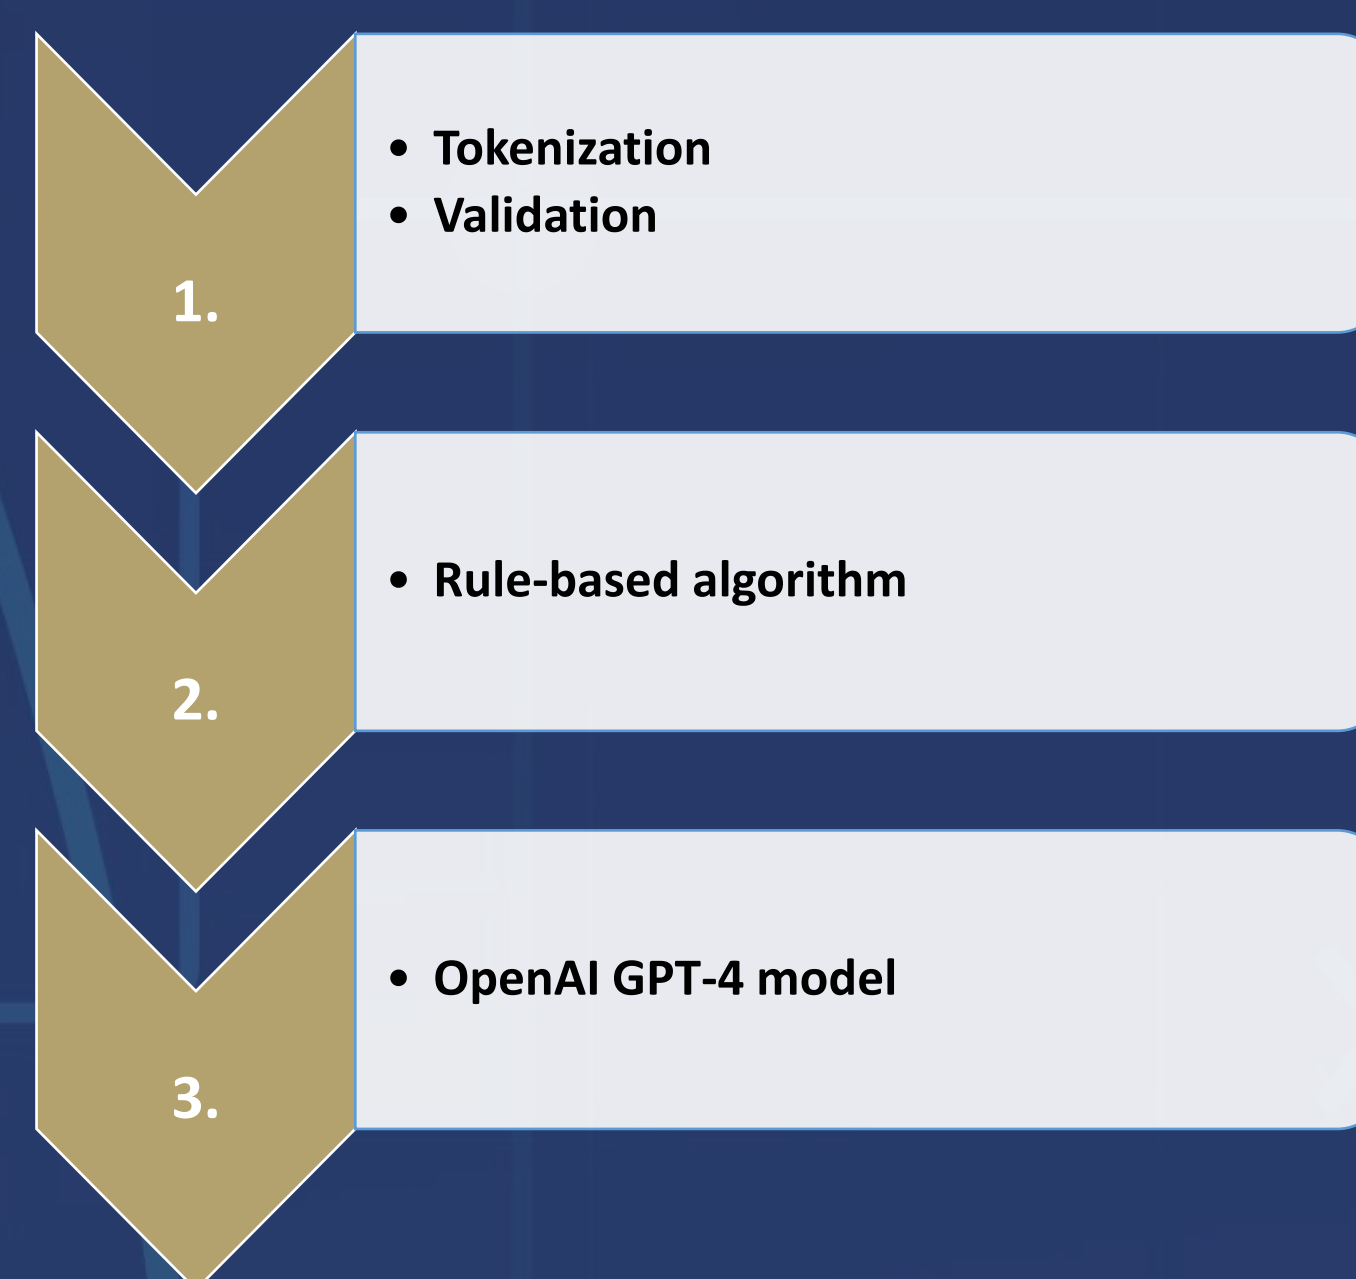 1.
• Tokenization
• Validation
2.
• Rule-based algorithm
3.
• OpenAI GPT-4 model